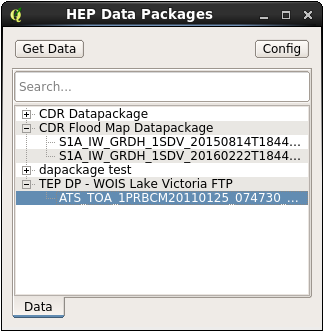 HEP Data Packages
Get Data
Config
Search...
CDR Datapackage
CDR Flood Map Datapackage
S1A_IW_GRDH_1SDV_20150814T1844...
S1A_IW_GRDH_1SDV_20160222T1844...
dapackage test
TEP DP - WOIS Lake Victoria FTP
ATS_TOA_1PRBCM20110125_074730_...
Data